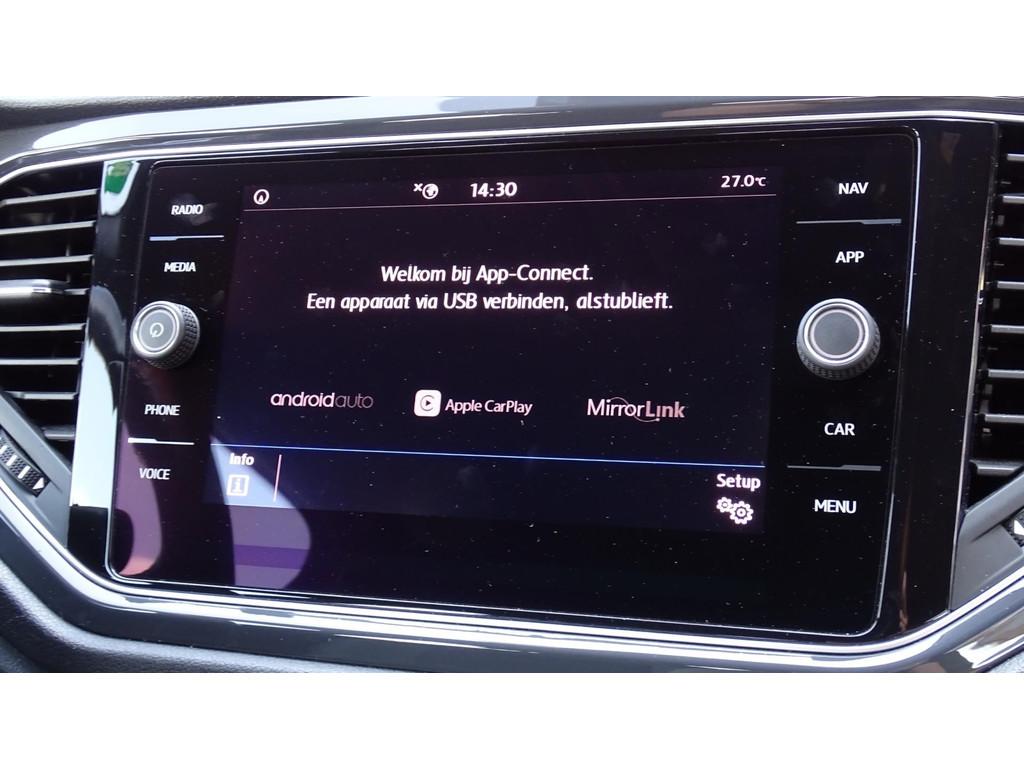 RADIO
MEDIA
PHONE
VOICE
14:30
27.0°C
Welkom bij App-Connect.
Een apparaat via USB verbinden, alstublieft.
androidauto
Apple CarPlay
MirrorLink
Info
i
Setup
NAV
APP
CAR
MENU